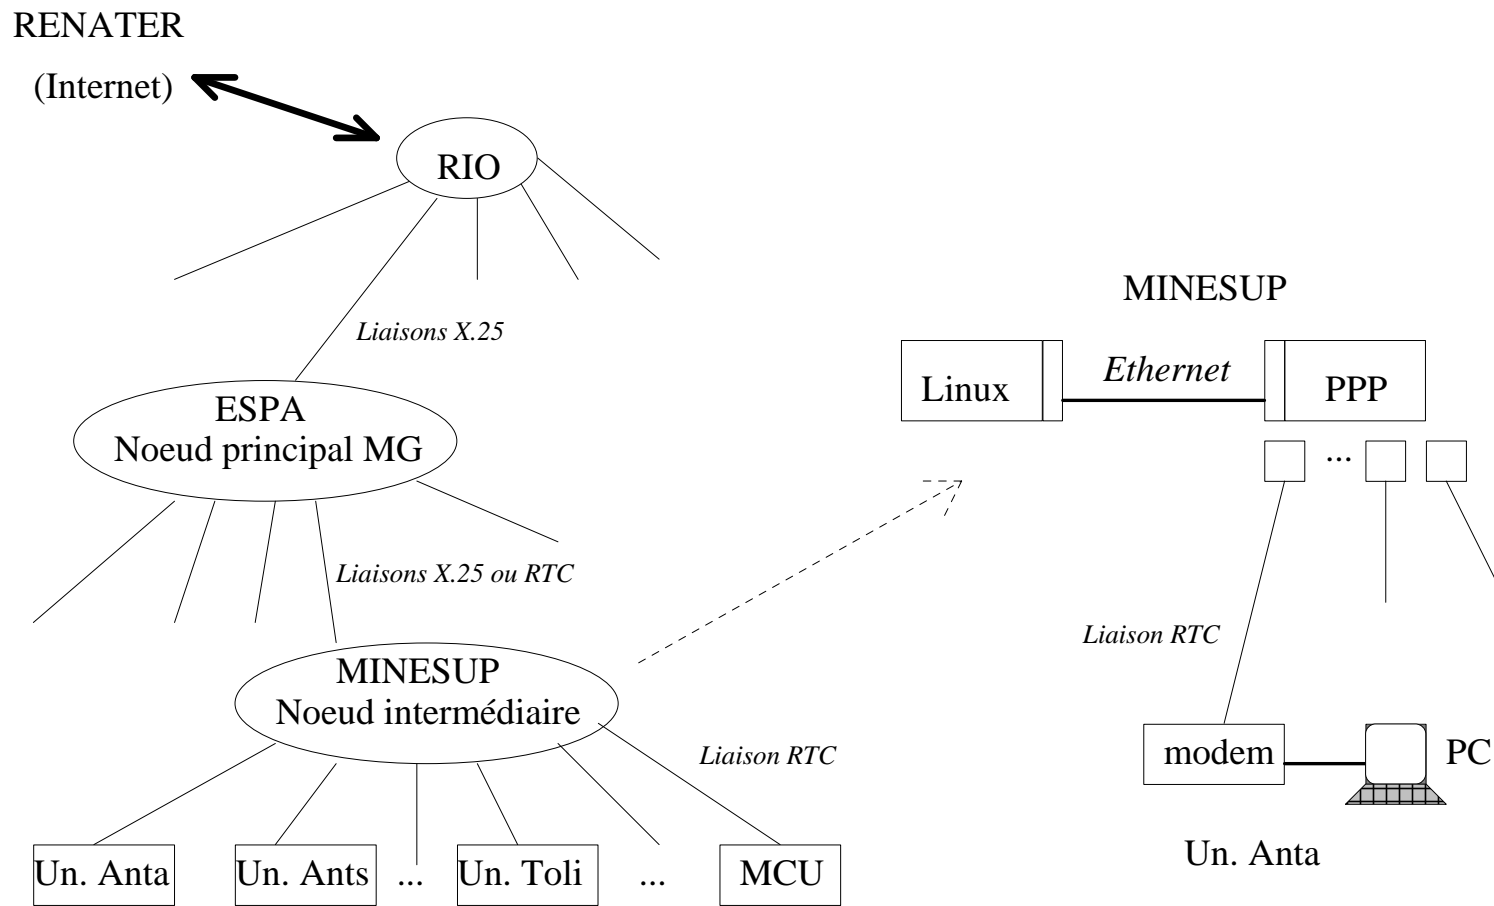 RENATER
(Internet)
RIO
Liaisons X.25
ESPA
Noeud principal MG
Liaisons X.25 ou RTC
MINESUP
Noeud intermédiaire
Liaison RTC
Un. Anta
Un. Ants
...
Un. Toli
...
MCU
MINESUP
Linux
Ethernet
PPP
...
Liaison RTC
modem
PC
Un. Anta